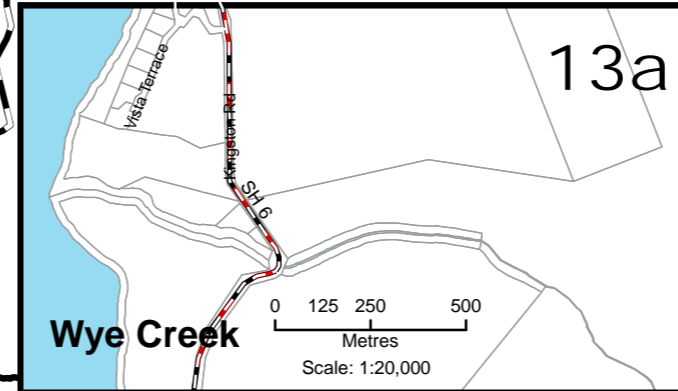 13a
Vista Terrace
Kingston Rd
SH 6
Wye Creek
0 125 250 500
Metres
Scale: 1:20,000